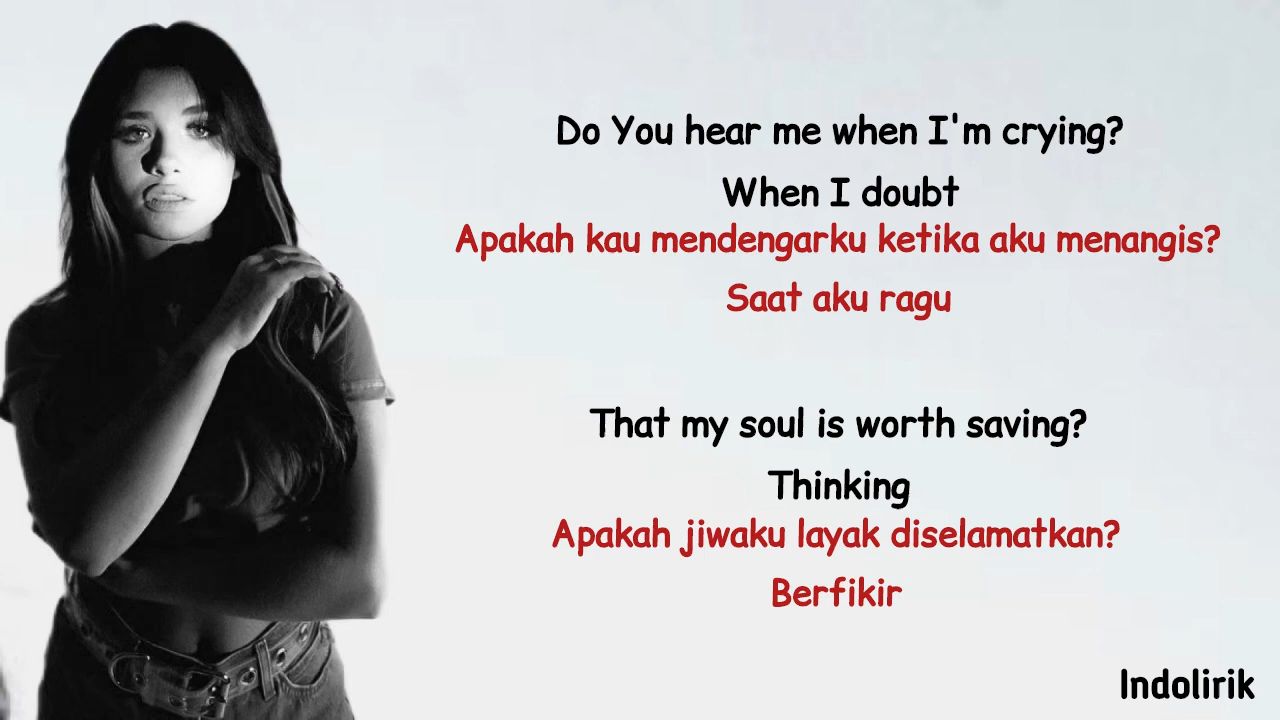 Do You hear me when I'm crying?
When I doubt
Apakah kau mendengarku ketika aku menangis?
Saat aku ragu
That my soul is worth saving?
Thinking
Apakah jiwaku layak diselamatkan?
Berfikir
Indolirik